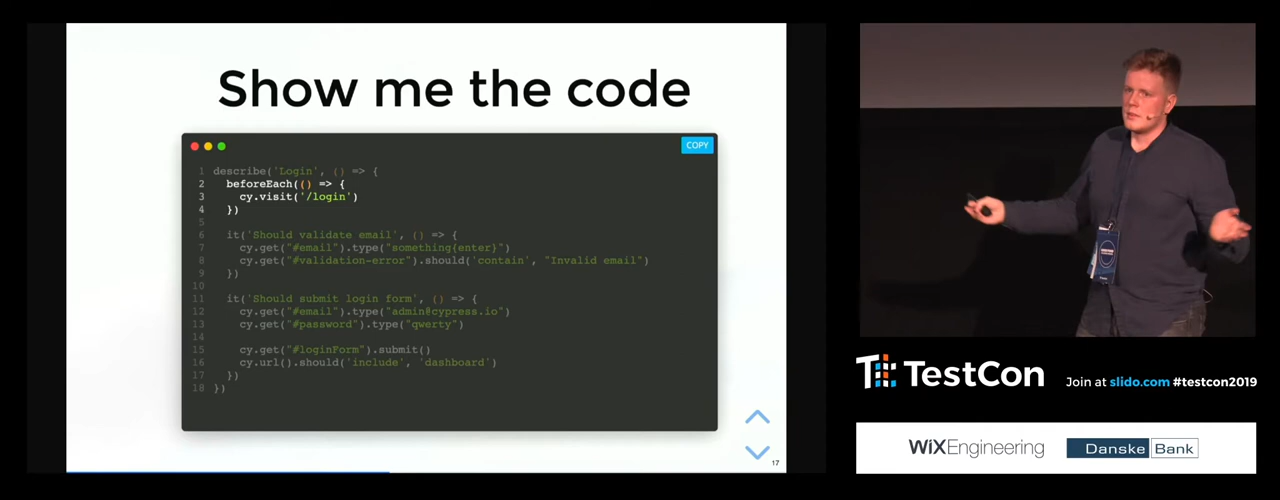 Show me the code
COPY
1 describe('Login', () => {
2 beforeEach(() => {
3 cy.visit('/login')
4 })
5
6 it('Should validate email', () => {
7 cy.get("#email").type("something{enter}")
8 cy.get("#validation-error").should('contain', "Invalid email")
9 })
10
11 it('Should submit login form', () => {
12 cy.get("#email").type("admin@cypress.io")
13 cy.get("#password").type("qwerty")
14
15 cy.get("#loginForm").submit()
16 cy.url().should('include', 'dashboard')
17 })
18 })
17
TestCon
Join at slido.com #testcon2019
WiXEngineering
Danske Bank